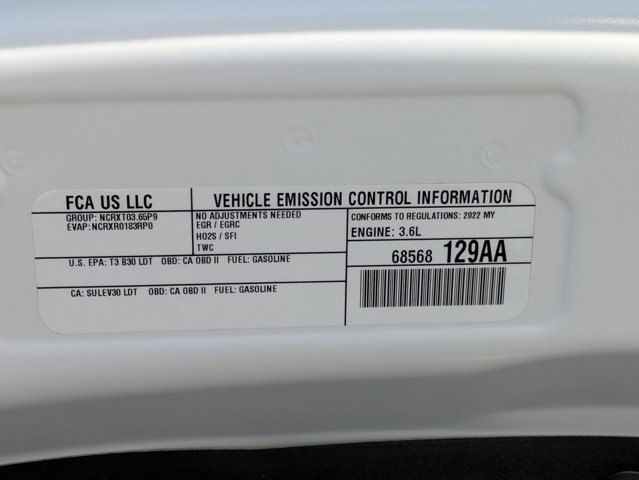 FCA US LLC
VEHICLE EMISSION CONTROL INFORMATION
GROUP: NCRXT03.65P9
EVAP: NCRXR0183RP0
NO ADJUSTMENTS NEEDED
EGR / EGRC
HO2S / SFI
TWC
CONFORMS TO REGULATIONS: 2022 MY
ENGINE: 3.6L
68568 129AA
U.S. EPA: T3 B30 LDT OBD: CA OBD II FUEL: GASOLINE
CA: SULEV30 LDT OBD: CA OBD II FUEL: GASOLINE